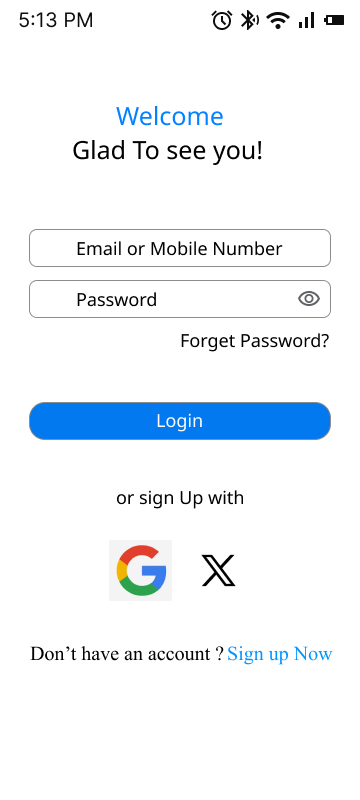 5:13 PM
Welcome
Glad To see you!
Email or Mobile Number
Password
Forget Password?
Login
or sign Up with
Don't have an account ? Sign up Now